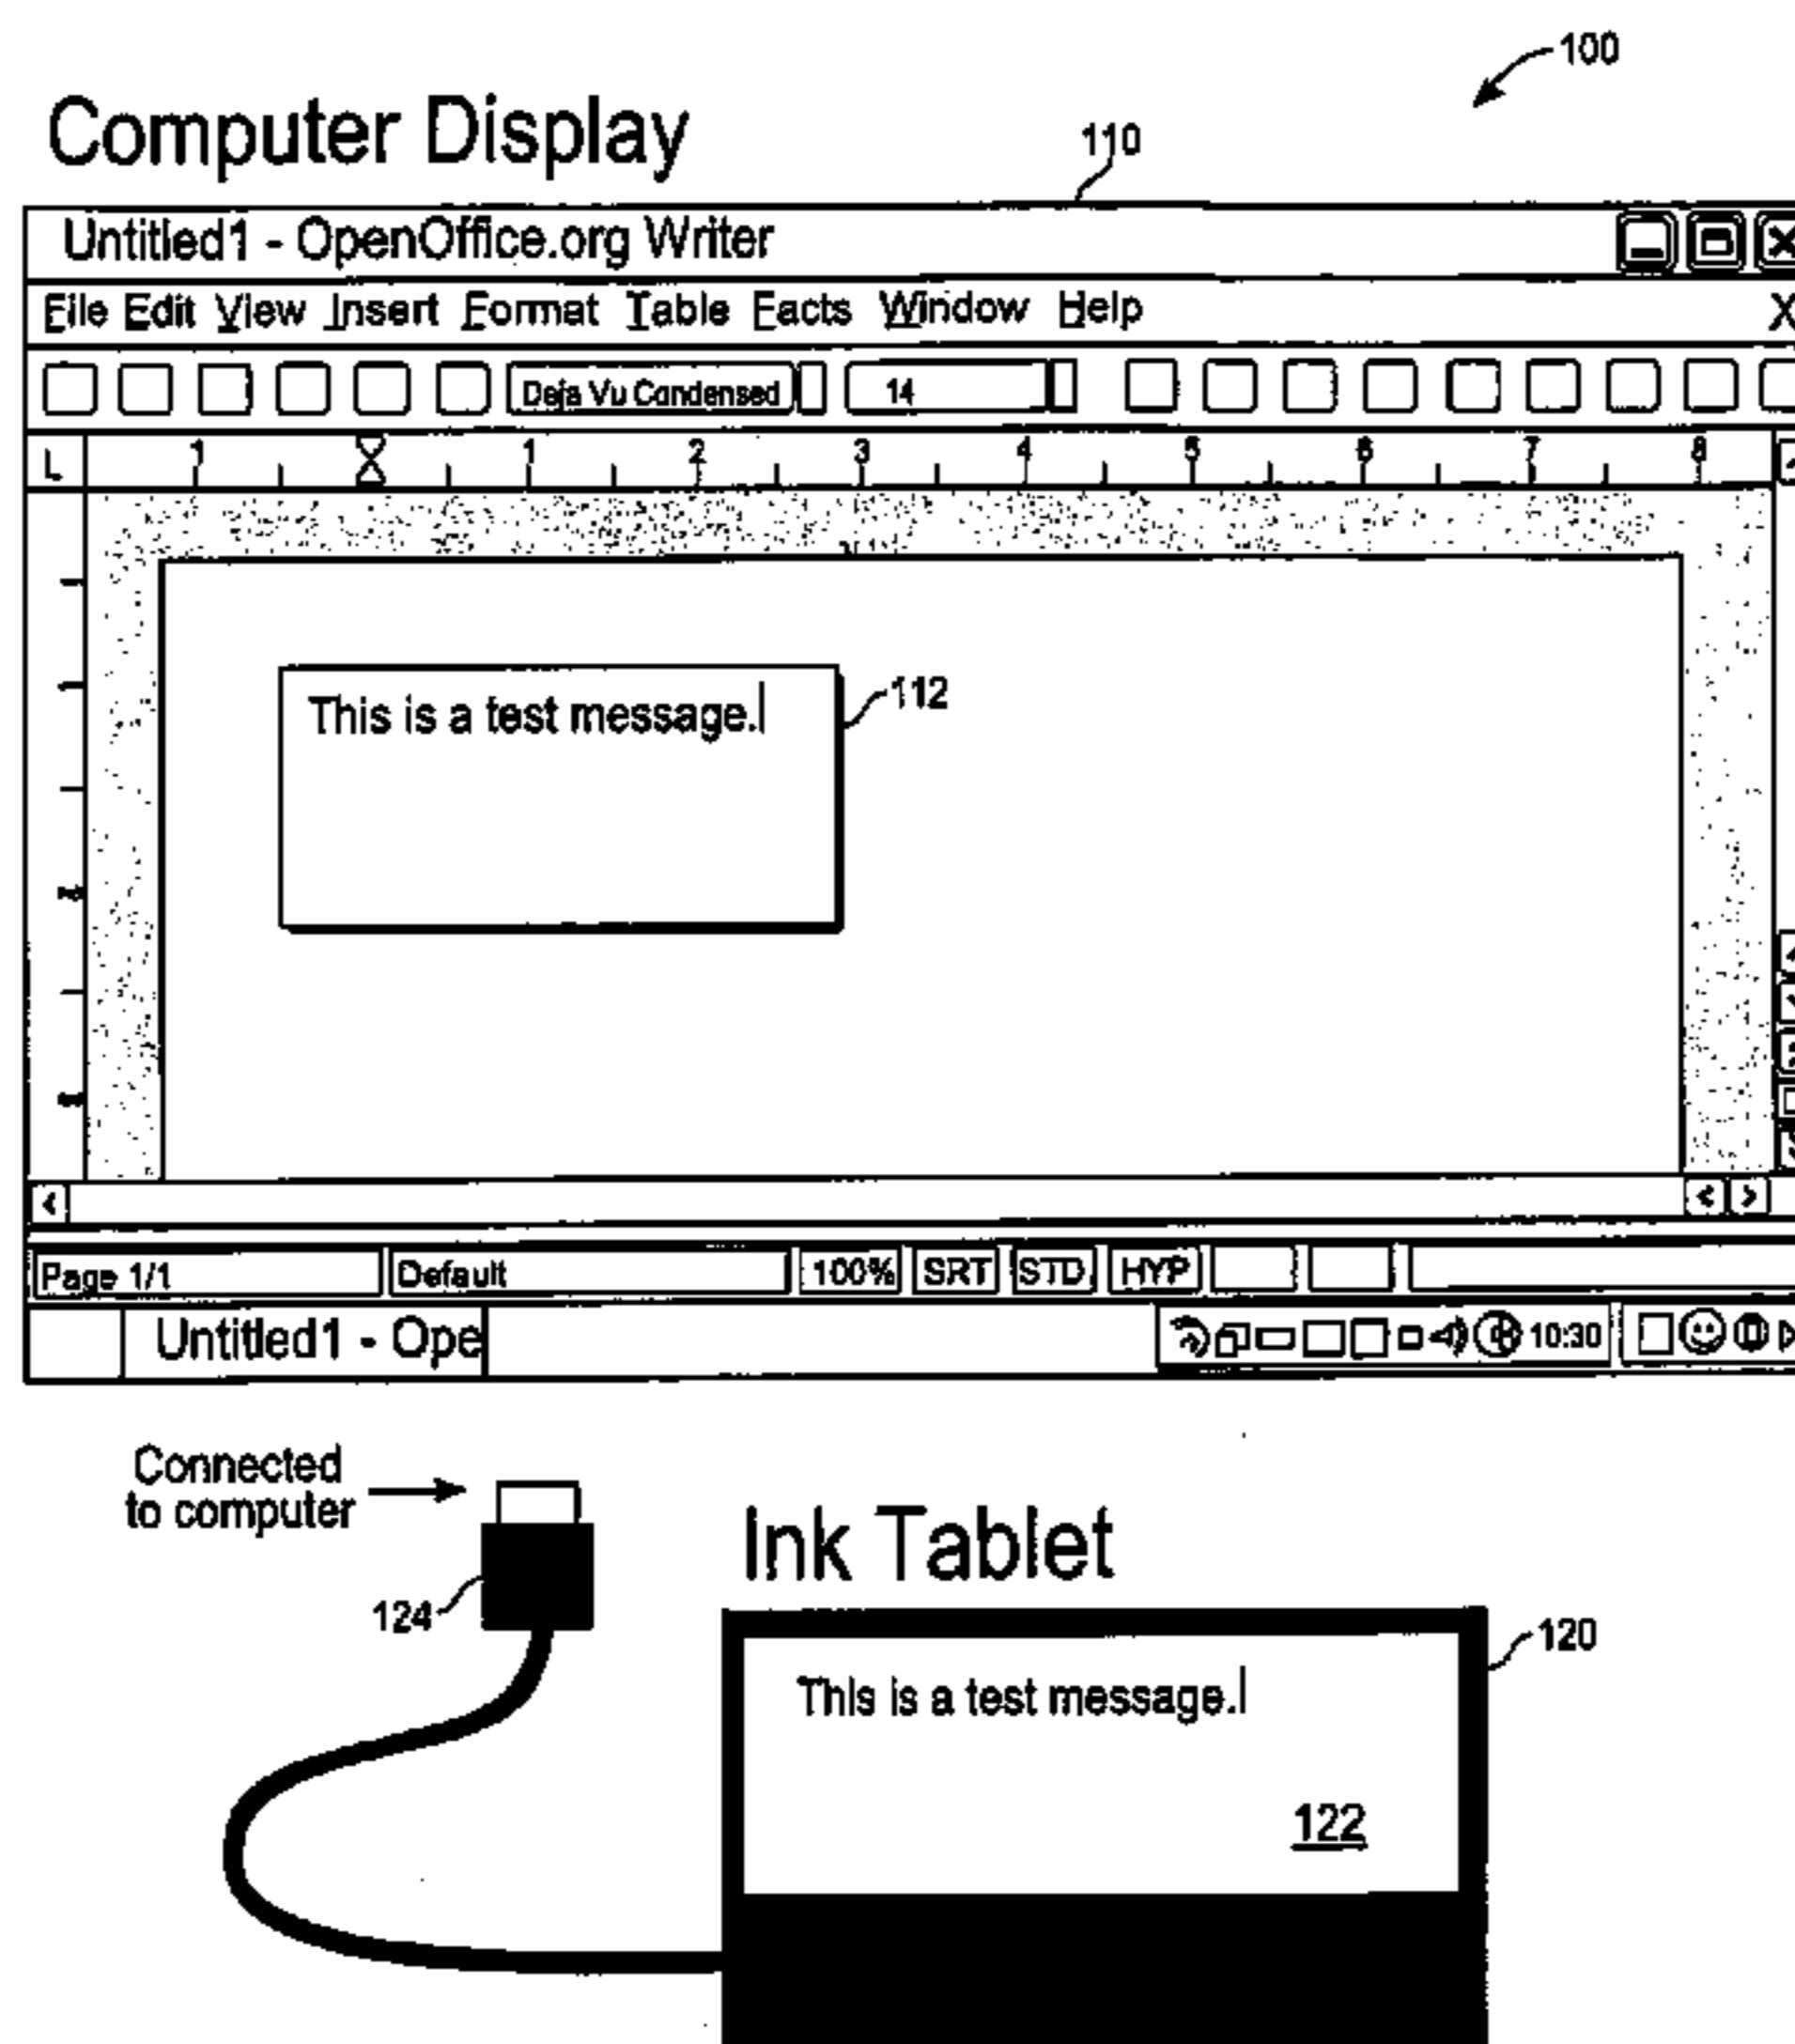 100
Computer Display
110
Untitled1 - OpenOffice.org Writer
File Edit View Insert Format Table Facts Window Help
X
Deja Vu Condensed 14
L 1 1 2 3 4 5 6 7 8
This is a test message.
112
Page 1/1 Default 100% SRT STD HYP
Untitled1 - Ope 10:30
Connected
to computer
Ink Tablet
124
120
This is a test message.
122